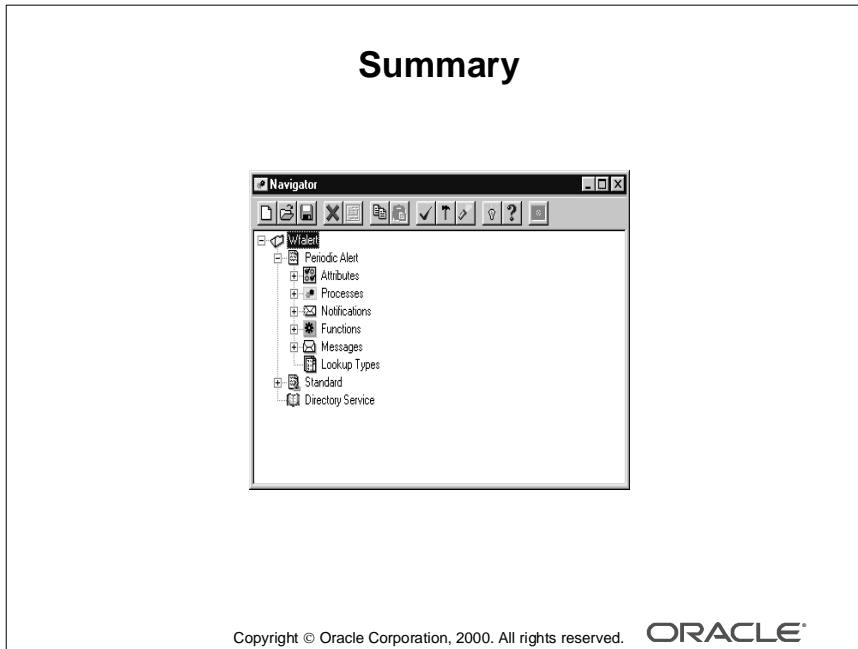 Summary
Navigator
Wfalert
Periodic Alert
Attributes
Processes
Notifications
Functions
Messages
Lookup Types
Standard
Directory Service
Copyright © Oracle Corporation, 2000. All rights reserved. ORACLE®